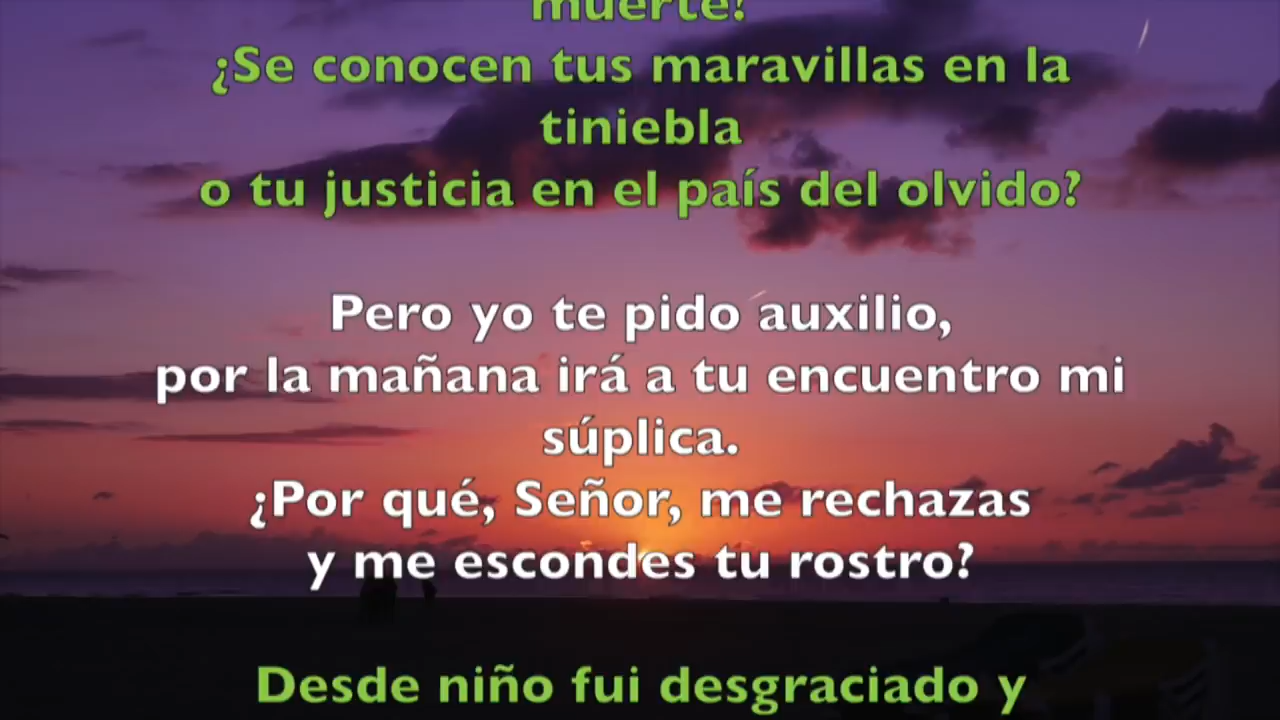 muerte?
¿Se conocen tus maravillas en la
tiniebla
o tu justicia en el país del olvido?
Pero yo te pido auxilio,
por la mañana irá a tu encuentro mi
súplica.
¿Por qué, Señor, me rechazas
y me escondes tu rostro?
Desde niño fui desgraciado y